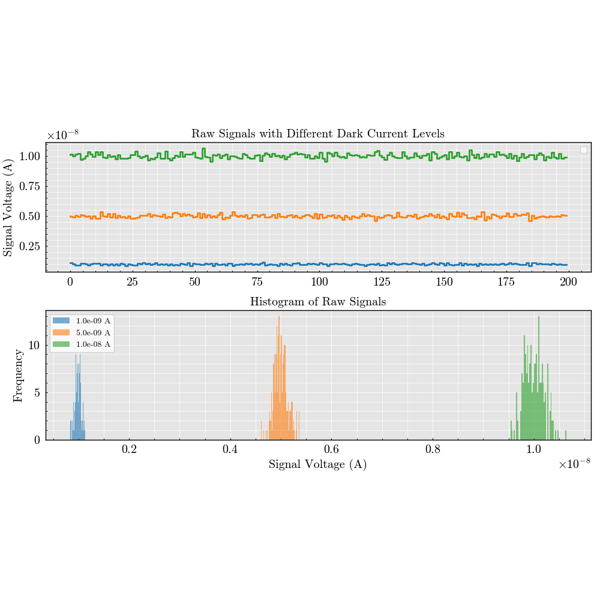 Raw Signals with Different Dark Current Levels
×10⁻⁸
1.00
0.75
0.50
0.25
Signal Voltage (A)
0 25 50 75 100 125 150 175 200
Histogram of Raw Signals
1.0e-09 A
5.0e-09 A
1.0e-08 A
10
5
0
Frequency
0.2 0.4 0.6 0.8 1.0
Signal Voltage (A)
×10⁻⁸